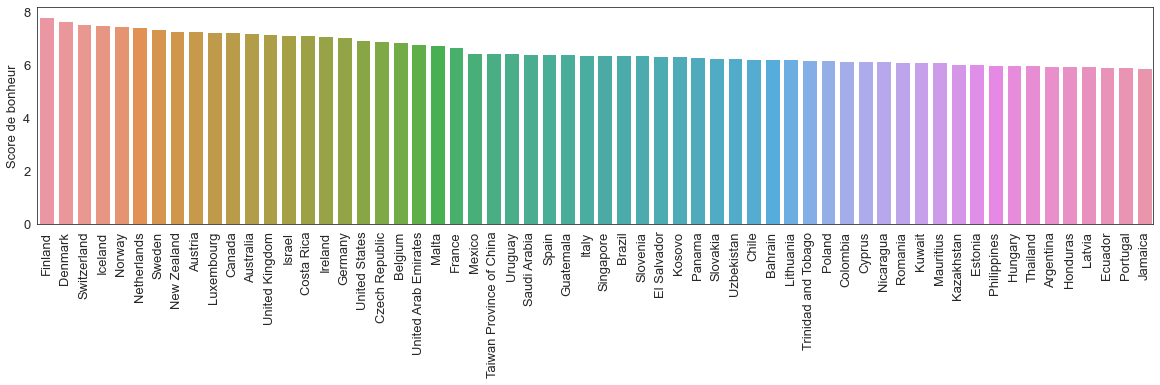 8
6
4
2
0
Score de bonheur
Finland
Denmark
Switzerland
Iceland
Norway
Netherlands
Sweden
New Zealand
Austria
Luxembourg
Canada
Australia
United Kingdom
Israel
Costa Rica
Ireland
Germany
United States
Czech Republic
Belgium
United Arab Emirates
Malta
France
Mexico
Taiwan Province of China
Uruguay
Saudi Arabia
Spain
Guatemala
Italy
Singapore
Brazil
Slovenia
El Salvador
Kosovo
Panama
Slovakia
Uzbekistan
Chile
Bahrain
Lithuania
Trinidad and Tobago
Poland
Colombia
Cyprus
Nicaragua
Romania
Kuwait
Mauritius
Kazakhstan
Estonia
Philippines
Hungary
Thailand
Argentina
Honduras
Latvia
Ecuador
Portugal
Jamaica